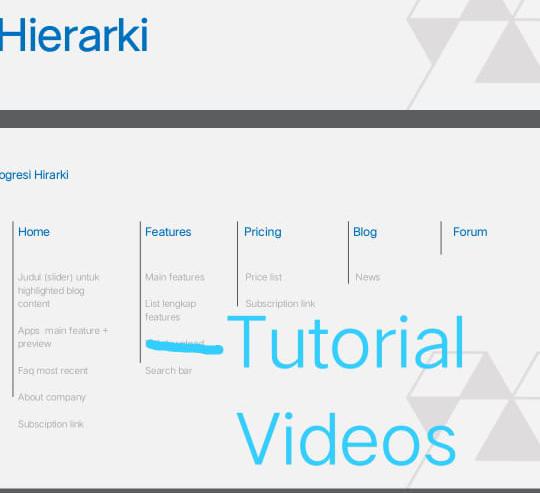 Hierarki
ogresi Hirarki
Home
Judul (slider) untuk
highlighted blog
content
Apps main feature +
preview
Faq most recent
About company
Subsciption link
Features
Main features
List lengkap
features
Search bar
Pricing
Price list
Subscription link
Blog
News
Forum
Tutorial
Videos